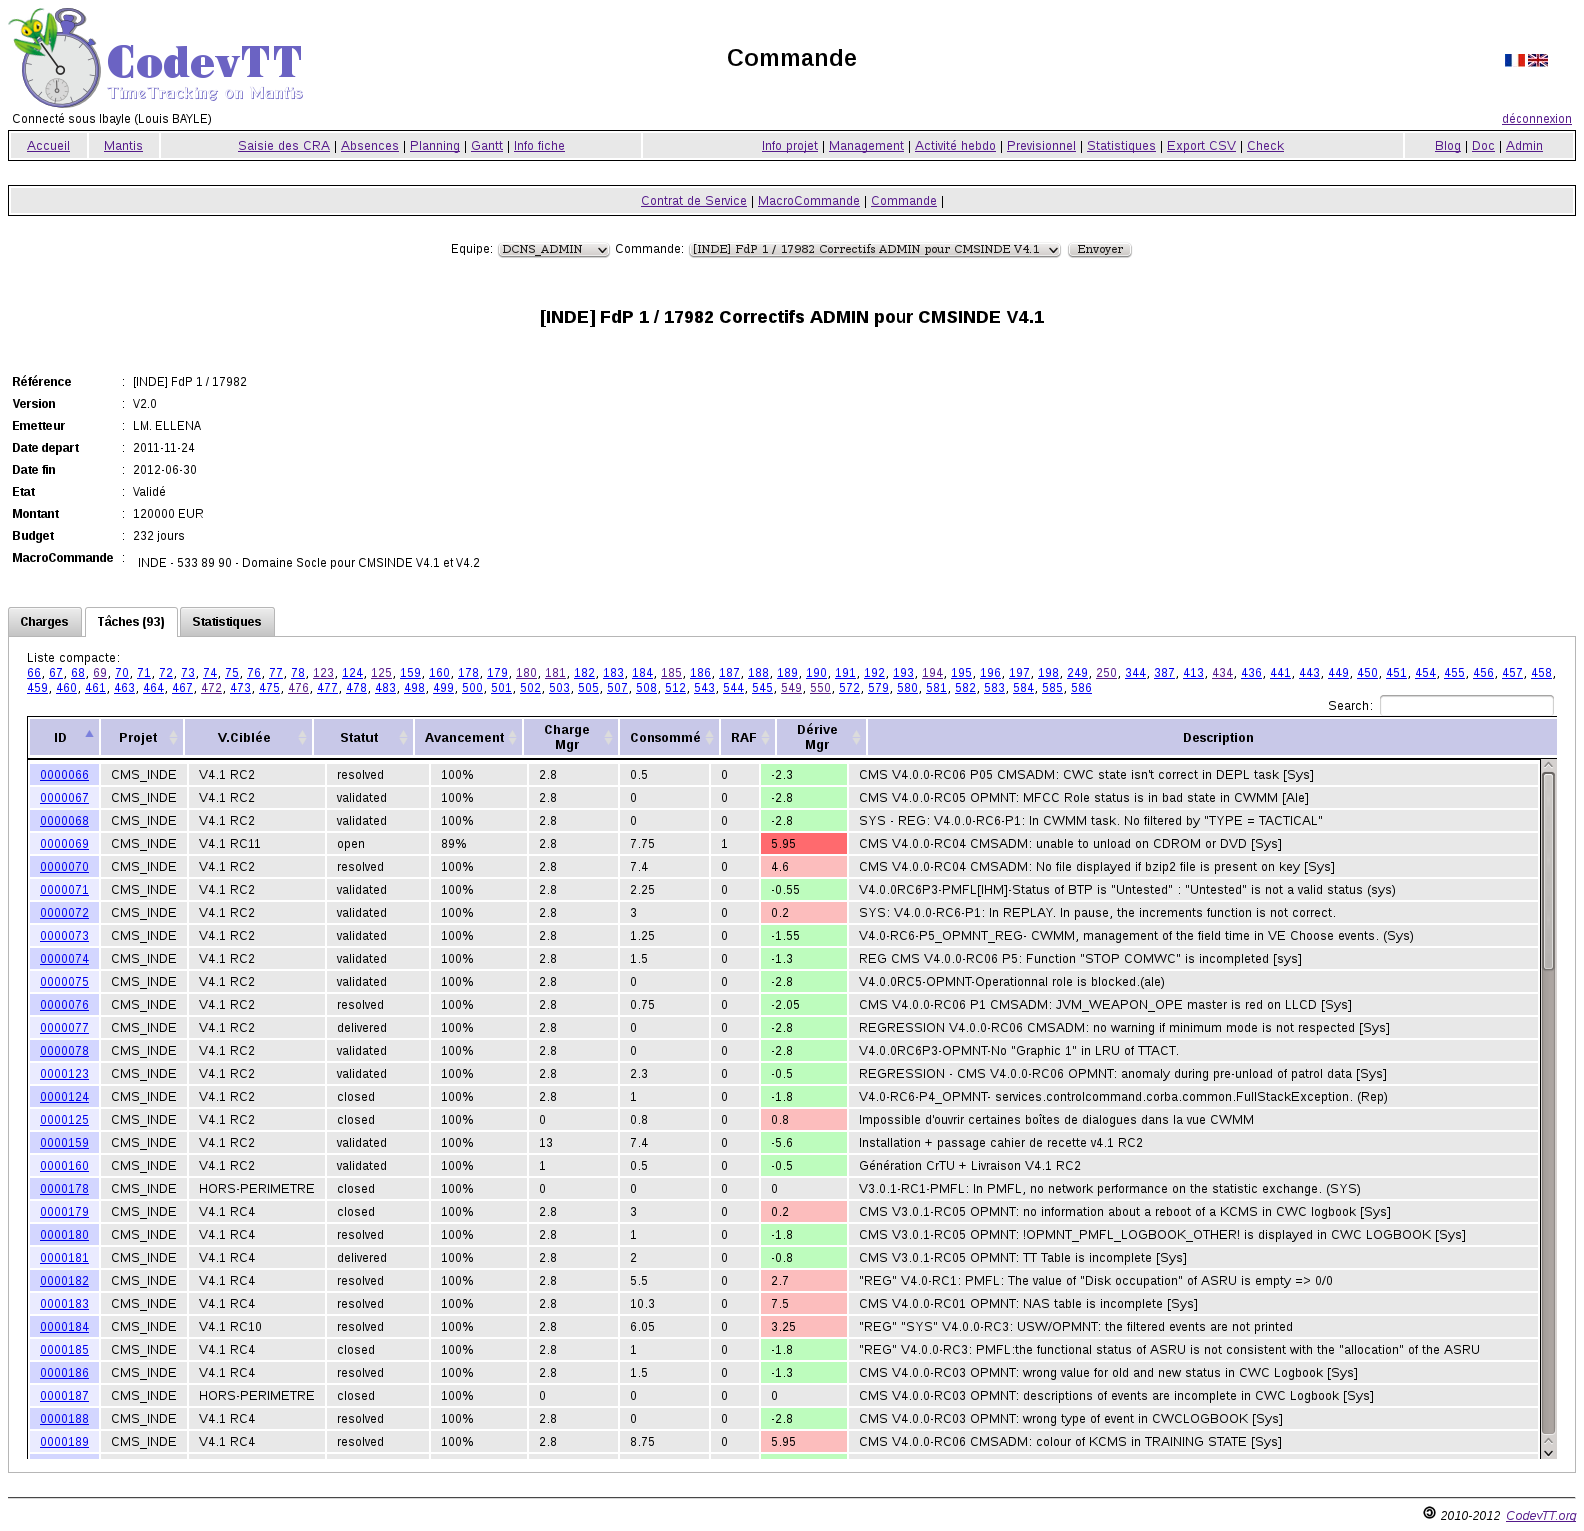 CodevTT
TimeTracking on Mantis
Commande
Connecté sous lbayle (Louis BAYLE)
déconnexion
Accueil Mantis Saisie des CRA | Absences | Planning | Gantt | Info fiche Info projet | Management | Activité hebdo | Previsionnel | Statistiques | Export CSV | Check Blog | Doc | Admin
Contrat de Service | MacroCommande | Commande |
Equipe: DCNS_ADMIN Commande: [INDE] FdP 1 / 17982 Correctifs ADMIN pour CMSINDE V4.1 Envoyer
[INDE] FdP 1 / 17982 Correctifs ADMIN pour CMSINDE V4.1
Référence : [INDE] FdP 1 / 17982
Version : V2.0
Emetteur : LM. ELLENA
Date depart : 2011-11-24
Date fin : 2012-06-30
Etat : Validé
Montant : 120000 EUR
Budget : 232 jours
MacroCommande : INDE - 533 89 90 - Domaine Socle pour CMSINDE V4.1 et V4.2
Charges Tâches (93) Statistiques
Liste compacte:
66, 67, 68, 69, 70, 71, 72, 73, 74, 75, 76, 77, 78, 123, 124, 125, 159, 160, 178, 179, 180, 181, 182, 183, 184, 185, 186, 187, 188, 189, 190, 191, 192, 193, 194, 195, 196, 197, 198, 249, 250, 344, 387, 413, 434, 436, 441, 443, 449, 450, 451, 454, 455, 456, 457, 458,
459, 460, 461, 463, 464, 467, 472, 473, 475, 476, 477, 478, 483, 498, 499, 500, 501, 502, 503, 505, 507, 508, 512, 543, 544, 545, 549, 550, 572, 579, 580, 581, 582, 583, 584, 585, 586
Search:
ID Projet V.Ciblée Statut Avancement Charge Mgr Consommé RAF Dérive Mgr Description
0000066 CMS_INDE V4.1 RC2 resolved 100% 2.8 0.5 0 -2.3 CMS V4.0.0-RC06 P05 CMSADM: CWC state isn't correct in DEPL task [Sys]
0000067 CMS_INDE V4.1 RC2 validated 100% 2.8 0 0 -2.8 CMS V4.0.0-RC05 OPMNT: MFCC Role status is in bad state in CWMM [Ale]
0000068 CMS_INDE V4.1 RC2 validated 100% 2.8 0 0 -2.8 SYS - REG: V4.0.0-RC6-P1: In CWMM task. No filtered by "TYPE = TACTICAL"
0000069 CMS_INDE V4.1 RC11 open 89% 2.8 7.75 1 5.95 CMS V4.0.0-RC04 CMSADM: unable to unload on CDROM or DVD [Sys]
0000070 CMS_INDE V4.1 RC2 resolved 100% 2.8 7.4 0 4.6 CMS V4.0.0-RC04 CMSADM: No file displayed if bzip2 file is present on key [Sys]
0000071 CMS_INDE V4.1 RC2 validated 100% 2.8 2.25 0 -0.55 V4.0.0RC6P3-PMFL[IHM]-Status of BTP is "Untested" : "Untested" is not a valid status (sys)
0000072 CMS_INDE V4.1 RC2 validated 100% 2.8 3 0 0.2 SYS: V4.0.0-RC6-P1: In REPLAY. In pause, the increments function is not correct.
0000073 CMS_INDE V4.1 RC2 validated 100% 2.8 1.25 0 -1.55 V4.0-RC6-P5_OPMNT_REG- CWMM, management of the field time in VE Choose events. (Sys)
0000074 CMS_INDE V4.1 RC2 validated 100% 2.8 1.5 0 -1.3 REG CMS V4.0.0-RC06 P5: Function "STOP COMWC" is incompleted [sys]
0000075 CMS_INDE V4.1 RC2 validated 100% 2.8 0 0 -2.8 V4.0.0RC5-OPMNT-Operationnal role is blocked.(ale)
0000076 CMS_INDE V4.1 RC2 resolved 100% 2.8 0.75 0 -2.05 CMS V4.0.0-RC06 P1 CMSADM: JVM_WEAPON_OPE master is red on LLCD [Sys]
0000077 CMS_INDE V4.1 RC2 delivered 100% 2.8 0 0 -2.8 REGRESSION V4.0.0-RC06 CMSADM: no warning if minimum mode is not respected [Sys]
0000078 CMS_INDE V4.1 RC2 validated 100% 2.8 0 0 -2.8 V4.0.0RC6P3-OPMNT-No "Graphic 1" in LRU of TTACT.
0000123 CMS_INDE V4.1 RC2 validated 100% 2.8 2.3 0 -0.5 REGRESSION - CMS V4.0.0-RC06 OPMNT: anomaly during pre-unload of patrol data [Sys]
0000124 CMS_INDE V4.1 RC2 closed 100% 2.8 1 0 -1.8 V4.0-RC6-P4_OPMNT- services.controlcommand.corba.common.FullStackException. (Rep)
0000125 CMS_INDE V4.1 RC2 closed 100% 0 0.8 0 0.8 Impossible d'ouvrir certaines boîtes de dialogues dans la vue CWMM
0000159 CMS_INDE V4.1 RC2 validated 100% 13 7.4 0 -5.6 Installation + passage cahier de recette v4.1 RC2
0000160 CMS_INDE V4.1 RC2 validated 100% 1 0.5 0 -0.5 Génération CrTU + Livraison V4.1 RC2
0000178 CMS_INDE HORS-PERIMETRE closed 100% 0 0 0 0 V3.0.1-RC1-PMFL: In PMFL, no network performance on the statistic exchange. (SYS)
0000179 CMS_INDE V4.1 RC4 closed 100% 2.8 3 0 0.2 CMS V3.0.1-RC05 OPMNT: no information about a reboot of a KCMS in CWC logbook [Sys]
0000180 CMS_INDE V4.1 RC4 resolved 100% 2.8 1 0 -1.8 CMS V3.0.1-RC05 OPMNT: !OPMNT_PMFL_LOGBOOK_OTHER! is displayed in CWC LOGBOOK [Sys]
0000181 CMS_INDE V4.1 RC4 delivered 100% 2.8 2 0 -0.8 CMS V3.0.1-RC05 OPMNT: TT Table is incomplete [Sys]
0000182 CMS_INDE V4.1 RC4 resolved 100% 2.8 5.5 0 2.7 "REG" V4.0-RC1: PMFL: The value of "Disk occupation" of ASRU is empty => 0/0
0000183 CMS_INDE V4.1 RC4 resolved 100% 2.8 10.3 0 7.5 CMS V4.0.0-RC01 OPMNT: NAS table is incomplete [Sys]
0000184 CMS_INDE V4.1 RC10 resolved 100% 2.8 6.05 0 3.25 "REG" "SYS" V4.0.0-RC3: USW/OPMNT: the filtered events are not printed
0000185 CMS_INDE V4.1 RC4 closed 100% 2.8 1 0 -1.8 "REG" V4.0.0-RC3: PMFL:the functional status of ASRU is not consistent with the "allocation" of the ASRU
0000186 CMS_INDE V4.1 RC4 resolved 100% 2.8 1.5 0 -1.3 CMS V4.0.0-RC03 OPMNT: wrong value for old and new status in CWC Logbook [Sys]
0000187 CMS_INDE HORS-PERIMETRE closed 100% 0 0 0 0 CMS V4.0.0-RC03 OPMNT: descriptions of events are incomplete in CWC Logbook [Sys]
0000188 CMS_INDE V4.1 RC4 resolved 100% 2.8 0 0 -2.8 CMS V4.0.0-RC03 OPMNT: wrong type of event in CWCLOGBOOK [Sys]
0000189 CMS_INDE V4.1 RC4 resolved 100% 2.8 8.75 0 5.95 CMS V4.0.0-RC06 CMSADM: colour of KCMS in TRAINING STATE [Sys]
2010-2012 CodevTT.org